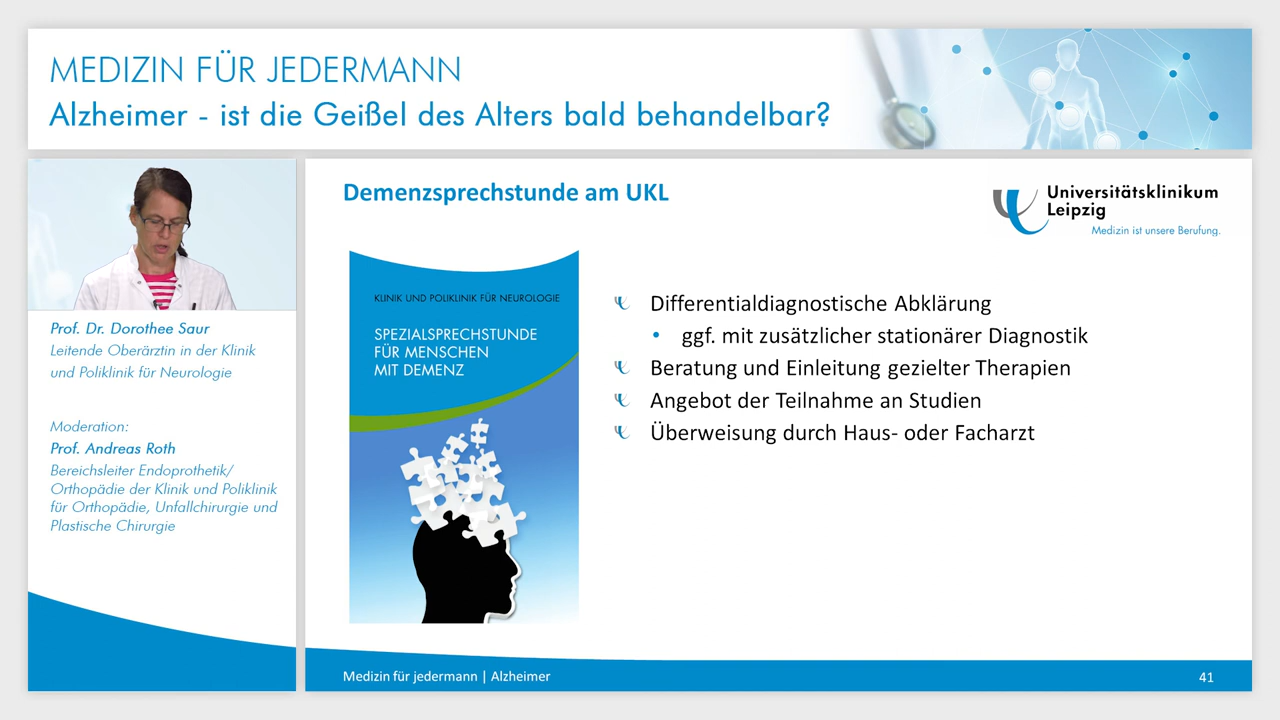 MEDIZIN FÜR JEDERMANN
Alzheimer - ist die Geißel des Alters bald behandelbar?
Prof. Dr. Dorothee Saur
Leitende Oberärztin in der Klinik
und Poliklinik für Neurologie
Moderation:
Prof. Andreas Roth
Bereichsleiter Endoprothetik/
Orthopädie der Klinik und Poliklinik
für Orthopädie, Unfallchirurgie und
Plastische Chirurgie
Demenzsprechstunde am UKL
Universitätsklinikum
Leipzig
Medizin ist unsere Berufung.
KLINIK UND POLIKLINIK FÜR NEUROLOGIE
SPEZIALSPRECHSTUNDE
FÜR MENSCHEN
MIT DEMENZ
Differentialdiagnostische Abklärung
• ggf. mit zusätzlicher stationärer Diagnostik
Beratung und Einleitung gezielter Therapien
Angebot der Teilnahme an Studien
Überweisung durch Haus- oder Facharzt
Medizin für jedermann | Alzheimer
41